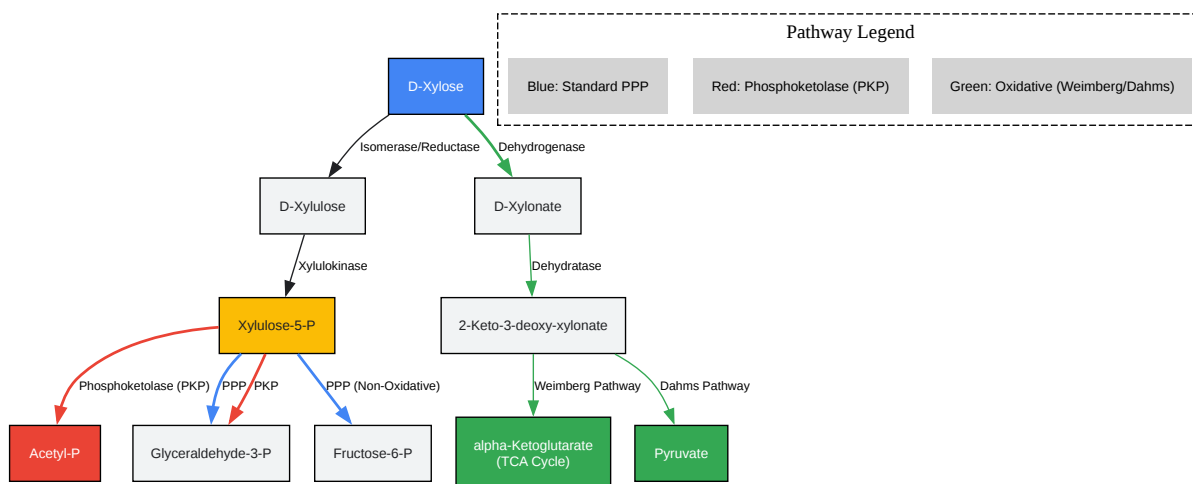 Pathway Legend
Blue: Standard PPP
Red: Phosphoketolase (PKP)
Green: Oxidative (Weimberg/Dahms)
D-Xylose
Isomerase/Reductase
Dehydrogenase
D-Xylulose
D-Xylonate
Xylulokinase
Dehydratase
Xylulose-5-P
2-Keto-3-deoxy-xylonate
Phosphoketolase (PKP)
PPP
PKP
PPP (Non-Oxidative)
Weimberg Pathway
Dahms Pathway
Acetyl-P
Glyceraldehyde-3-P
Fructose-6-P
alpha-Ketoglutarate
(TCA Cycle)
Pyruvate